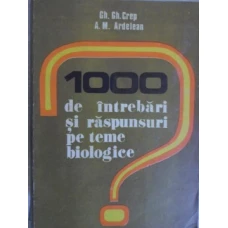 Gh. Gh. Crep
A. M. Ardelean
1000
de întrebări
și răspunsuri
pe teme
biologice